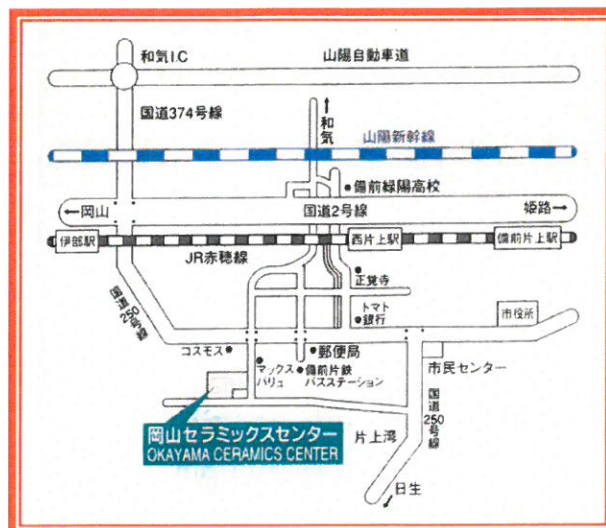 和気I.C
山陽自動車道
国道374号線
↑和気
山陽新幹線
備前緑陽高校
←岡山
国道2号線
姫路→
伊部駅
西片上駅
備前片上駅
JR赤穂線
正覚寺
国道250号線
トマト
銀行
市役所
コスモス
郵便局
マックス
バリュ
備前片鉄
バスステーション
市民センター
国道250号線
岡山セラミックスセンター
OKAYAMA CERAMICS CENTER
片上湾
日生